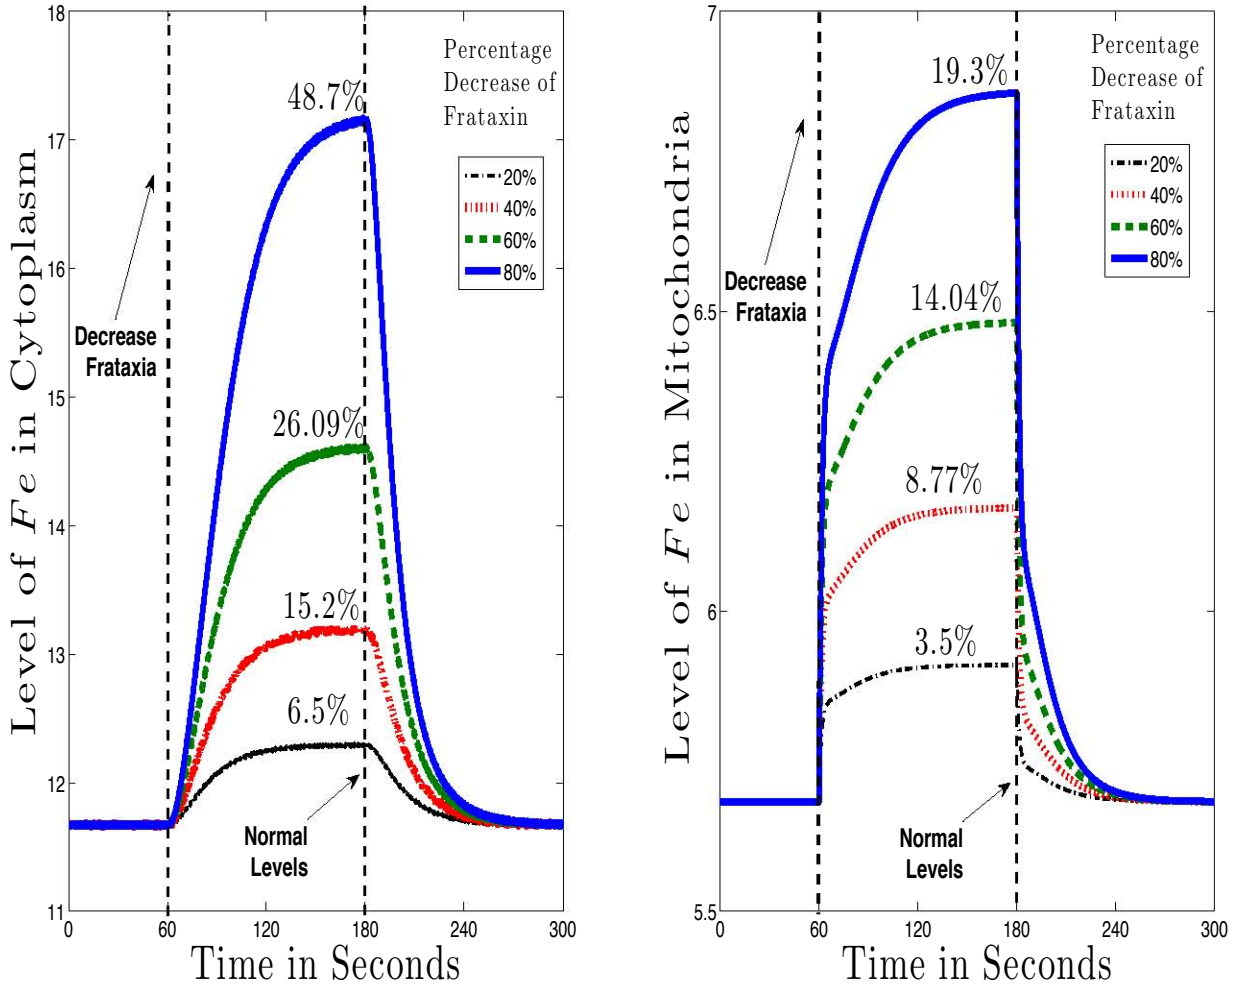 Level of Fe in Cytoplasm
18
17
16
15
14
13
12
11
0
60
120
180
240
300
Time in Seconds
48.7%
26.09%
15.2%
6.5%
Decrease
Frataxia
Normal
Levels
Percentage
Decrease of
Frataxin
20%
40%
60%
80%
Level of Fe in Mitochondria
7
6.5
6
5.5
0
60
120
180
240
300
Time in Seconds
19.3%
14.04%
8.77%
3.5%
Decrease
Frataxia
Normal
Levels
Percentage
Decrease of
Frataxin
20%
40%
60%
80%